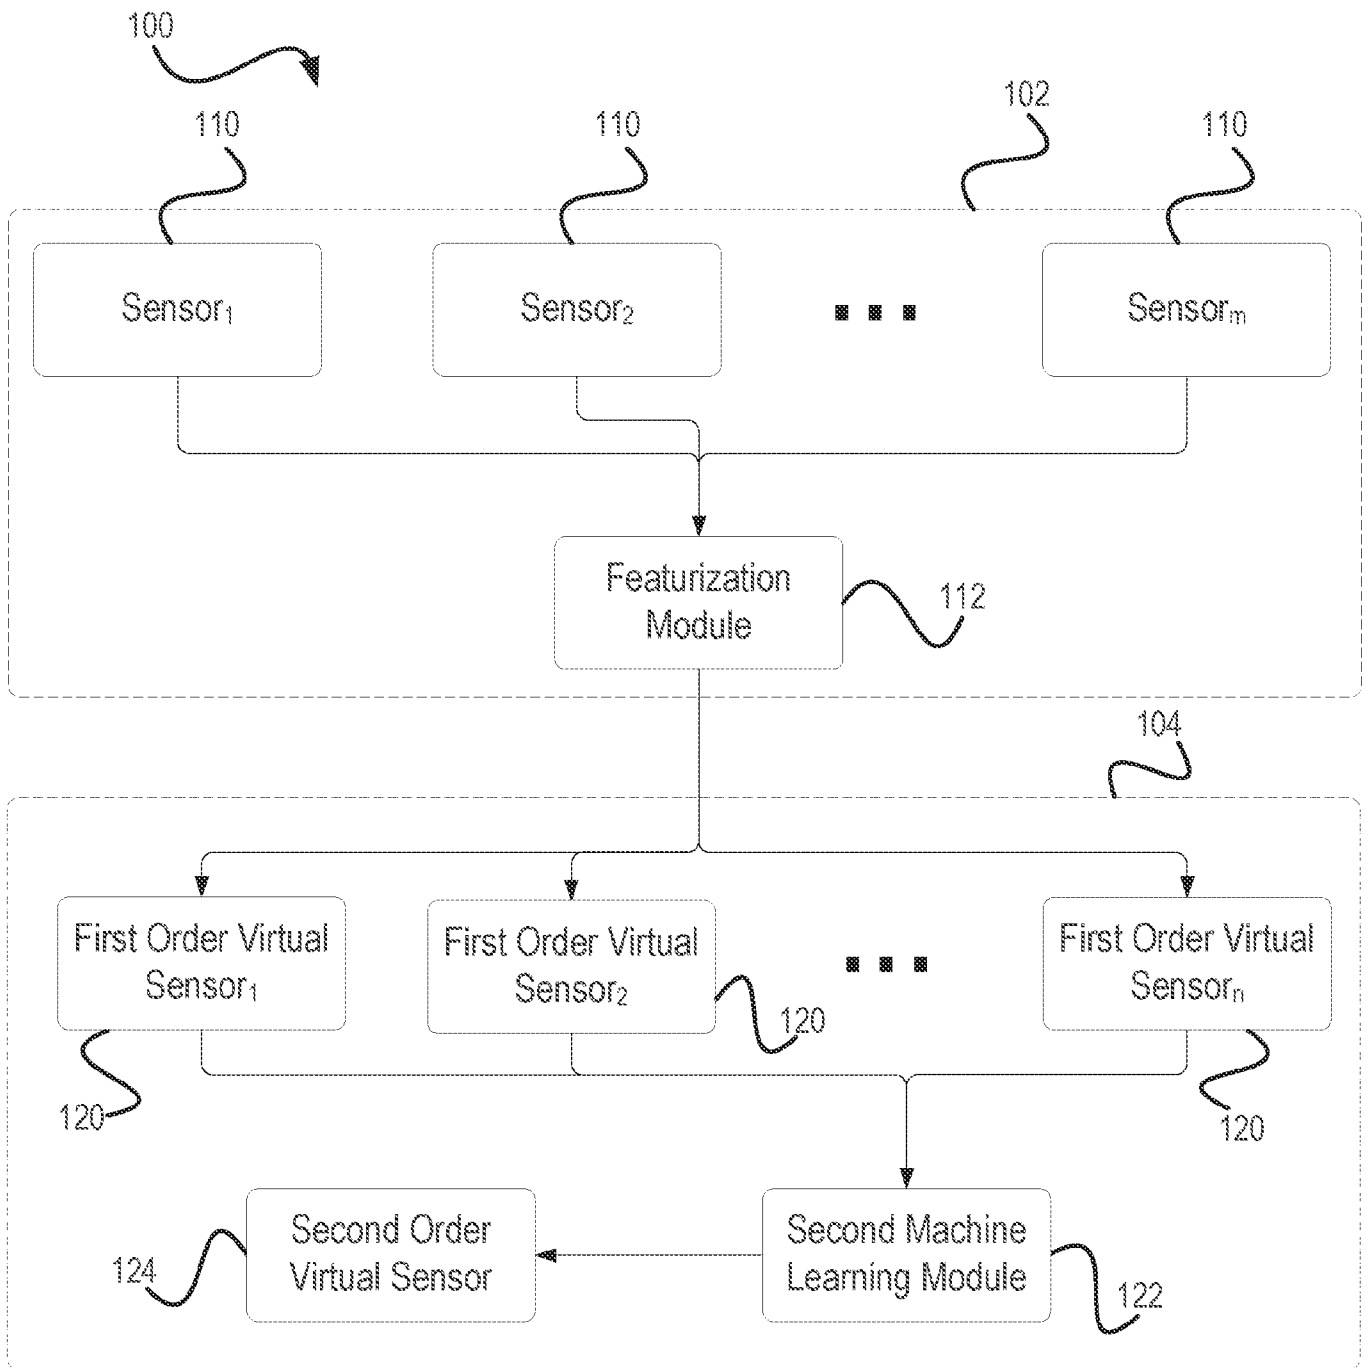 100
102
110
110
110
Sensor₁
Sensor₂
Sensorₘ
Featurization
Module
112
104
First Order Virtual
Sensor₁
First Order Virtual
Sensor₂
First Order Virtual
Sensorₙ
120
120
120
Second Order
Virtual Sensor
Second Machine
Learning Module
124
122